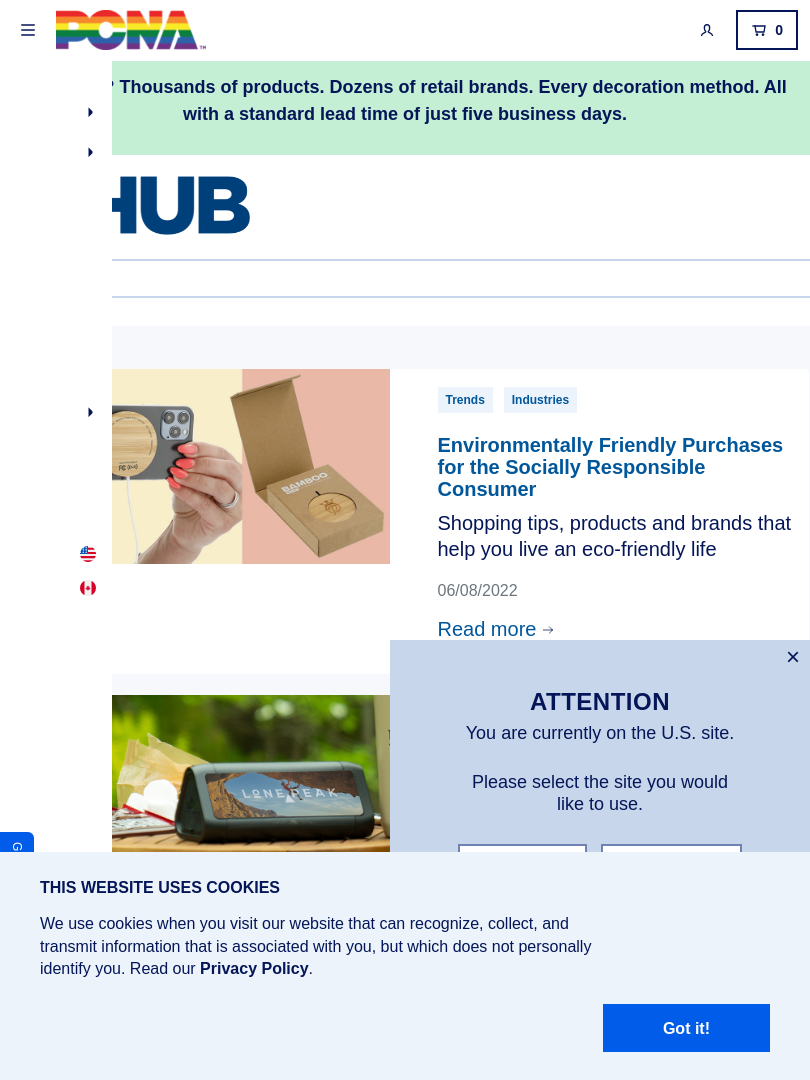 PCNA™
0
? Thousands of products. Dozens of retail brands. Every decoration method. All
with a standard lead time of just five business days.
HUB
Trends Industries
Environmentally Friendly Purchases
for the Socially Responsible
Consumer
Shopping tips, products and brands that
help you live an eco-friendly life
06/08/2022
Read more
BAMBOO
LONE PEAK
ATTENTION
You are currently on the U.S. site.
Please select the site you would
like to use.
G
THIS WEBSITE USES COOKIES
We use cookies when you visit our website that can recognize, collect, and
transmit information that is associated with you, but which does not personally
identify you. Read our Privacy Policy.
Got it!